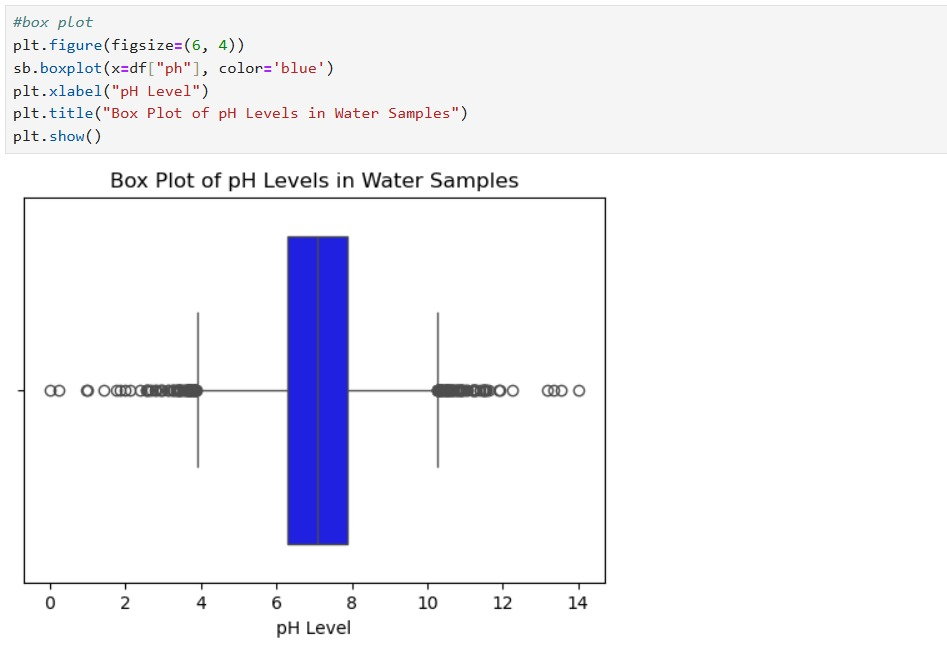 #box plot
plt.figure(figsize=(6, 4))
sb.boxplot(x=df["ph"], color='blue')
plt.xlabel("pH Level")
plt.title("Box Plot of pH Levels in Water Samples")
plt.show()
Box Plot of pH Levels in Water Samples
0 2 4 6 8 10 12 14
pH Level